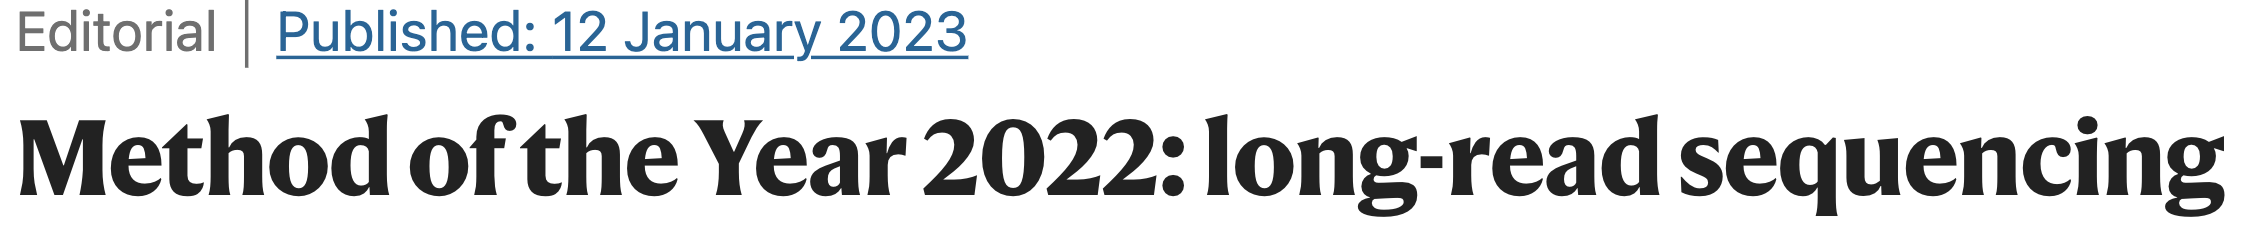 Editorial | Published: 12 January 2023
Method of the Year 2022: long-read sequencing